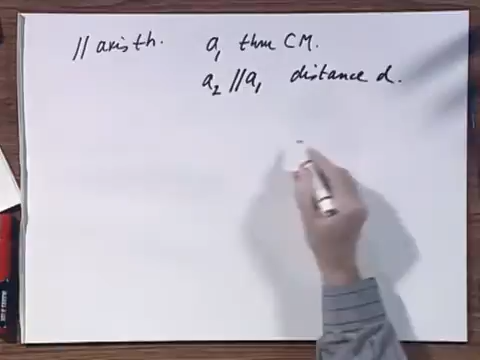 // axis th. a₁ thru CM.
a₂ // a₁ distance d.